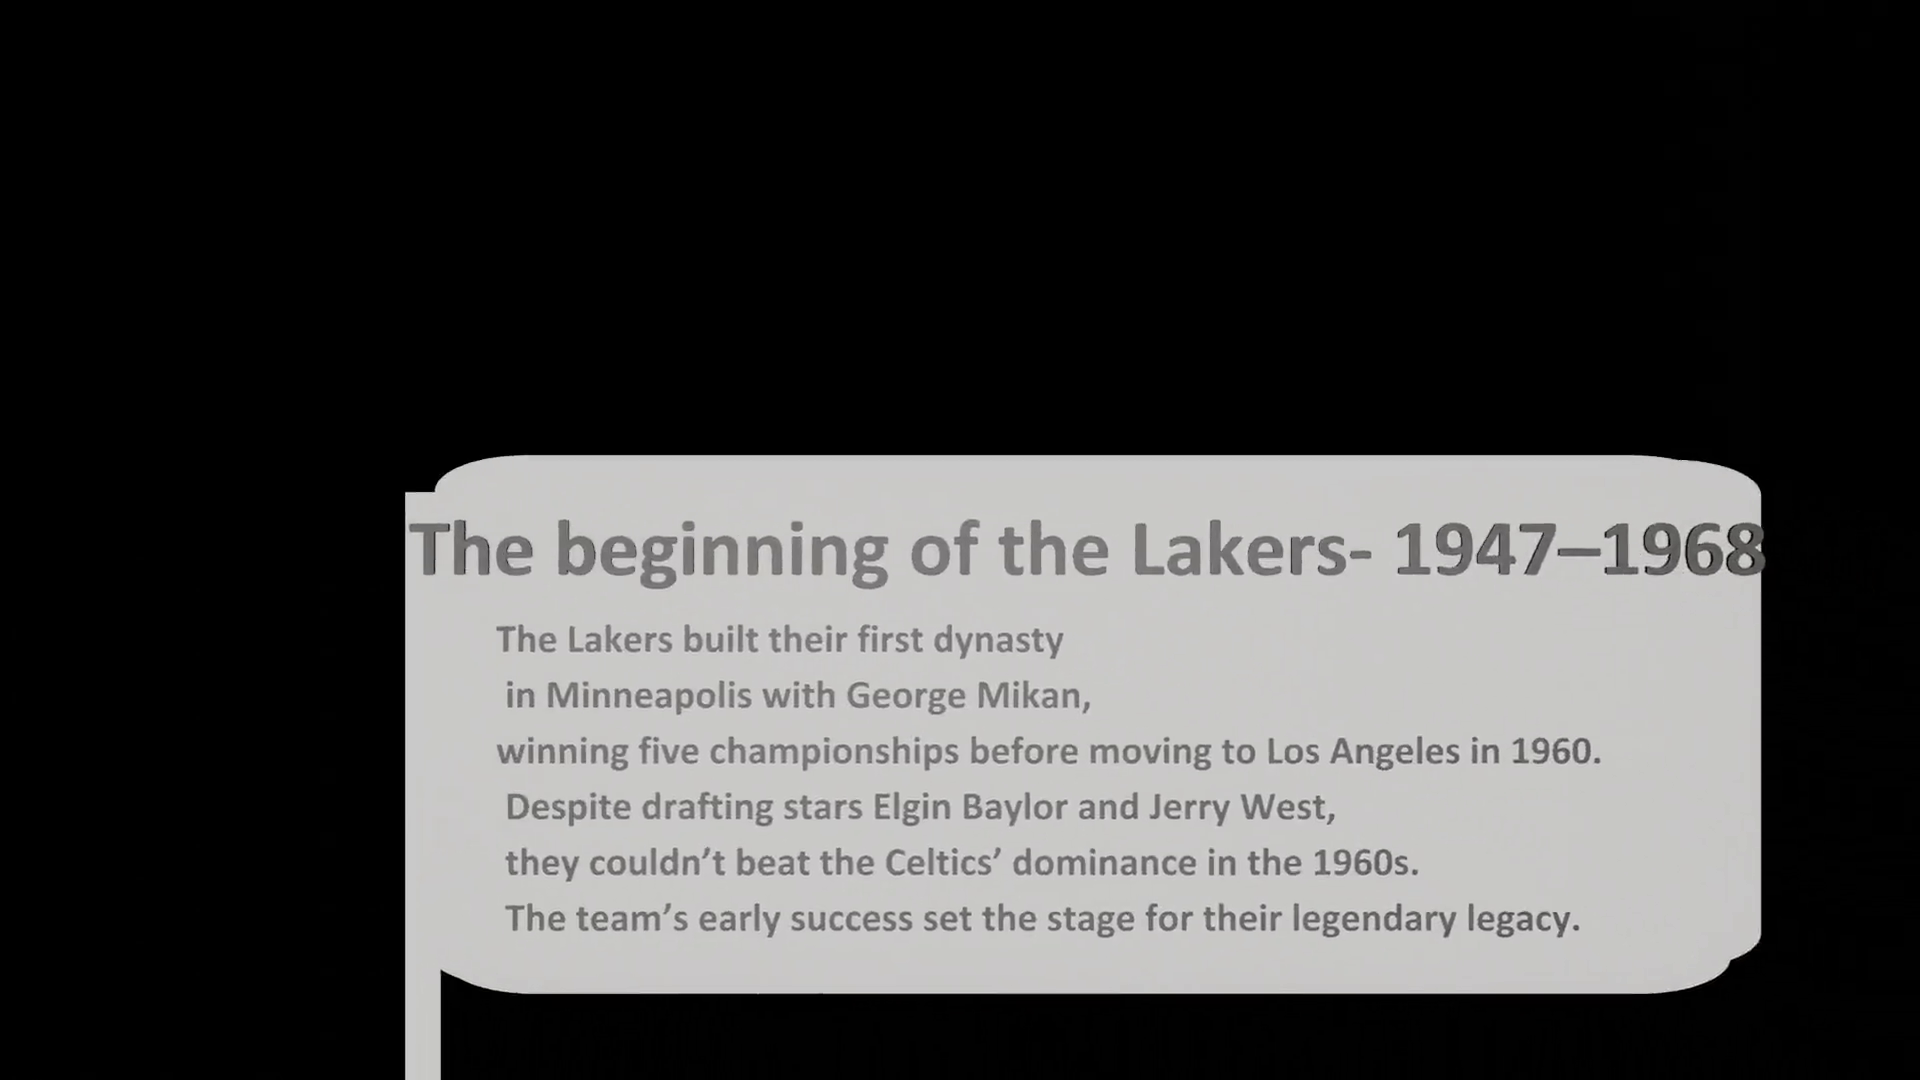 The beginning of the Lakers- 1947–1968
The Lakers built their first dynasty
in Minneapolis with George Mikan,
winning five championships before moving to Los Angeles in 1960.
Despite drafting stars Elgin Baylor and Jerry West,
they couldn’t beat the Celtics’ dominance in the 1960s.
The team’s early success set the stage for their legendary legacy.